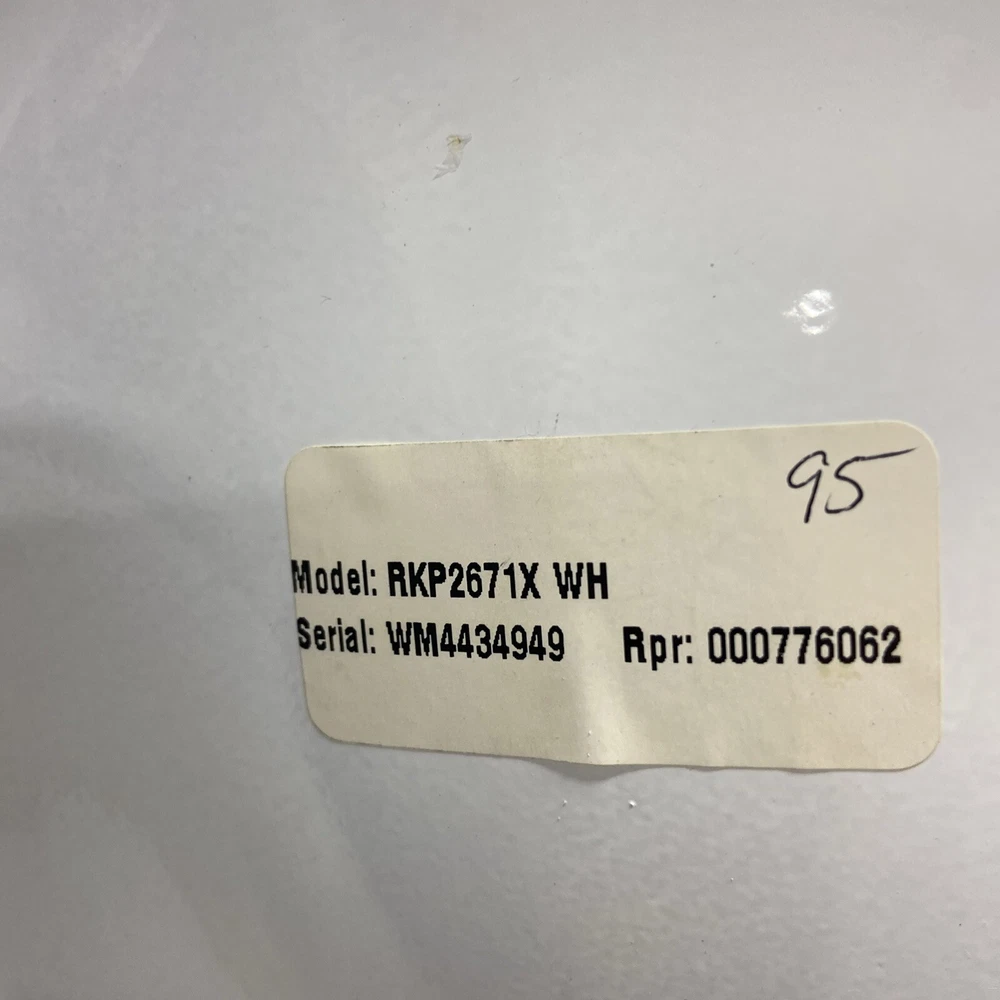 95
Model: RKP2671X WH
Serial: WM4434949 Rpr: 000776062